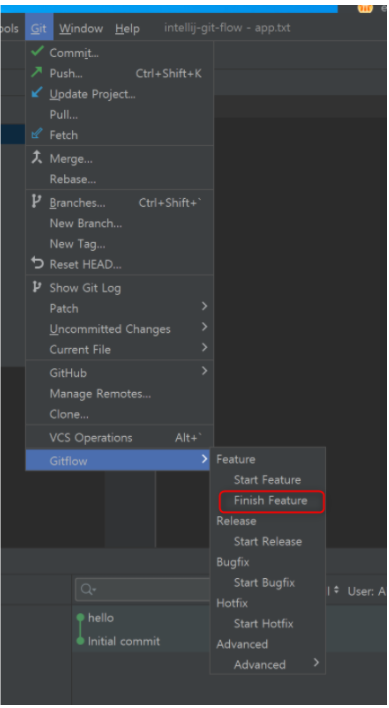 ols Git Window Help intellij-git-flow - app.txt
Commit...
Push... Ctrl+Shift+K
Update Project...
Pull...
Fetch
Merge...
Rebase...
Branches... Ctrl+Shift+`
New Branch...
New Tag...
Reset HEAD...
Show Git Log
Patch
Uncommitted Changes
Current File
GitHub
Manage Remotes...
Clone...
VCS Operations Alt+`
Gitflow
Feature
Start Feature
Finish Feature
Release
Start Release
Bugfix
Start Bugfix
Hotfix
Start Hotfix
Advanced
Advanced
User: A
hello
Initial commit